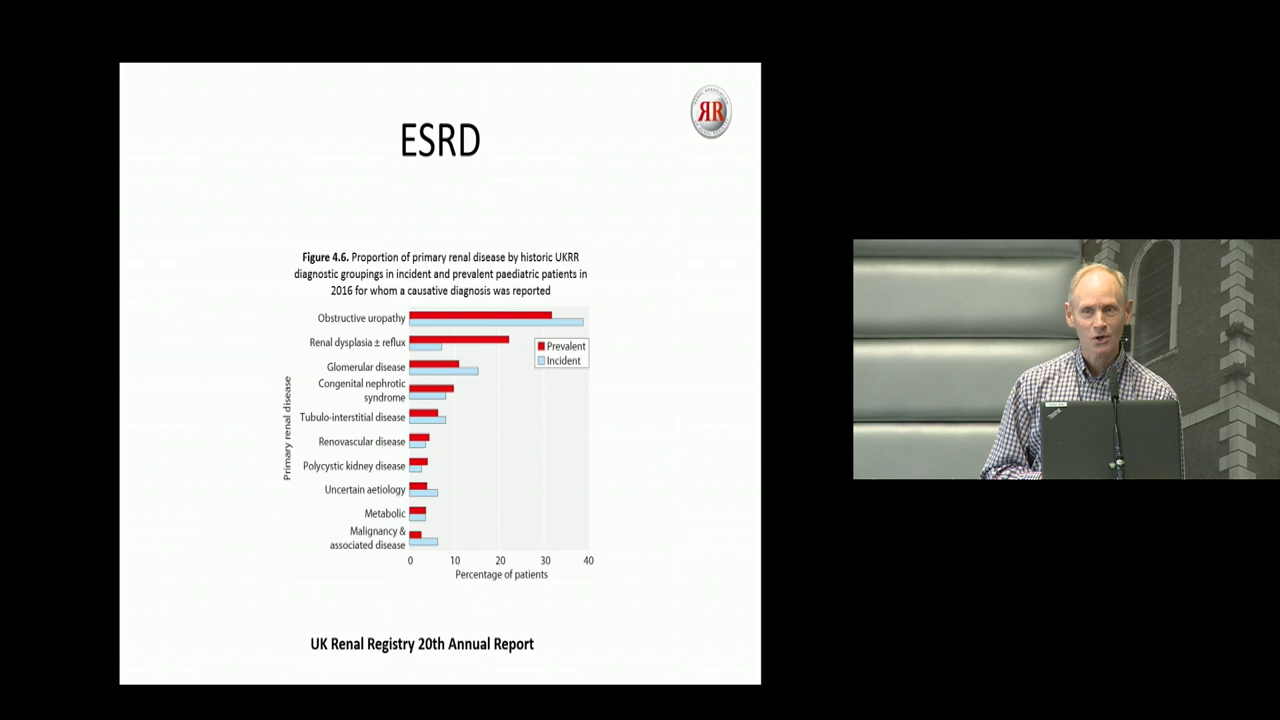 ESRD
RR
Figure 4.6. Proportion of primary renal disease by historic UKRR
diagnostic groupings in incident and prevalent paediatric patients in
2016 for whom a causative diagnosis was reported
Primary renal disease
Obstructive uropathy
Renal dysplasia ± reflux
Glomerular disease
Congenital nephrotic
syndrome
Tubulo-interstitial disease
Renovascular disease
Polycystic kidney disease
Uncertain aetiology
Metabolic
Malignancy &
associated disease
Prevalent
Incident
0 10 20 30 40
Percentage of patients
UK Renal Registry 20th Annual Report